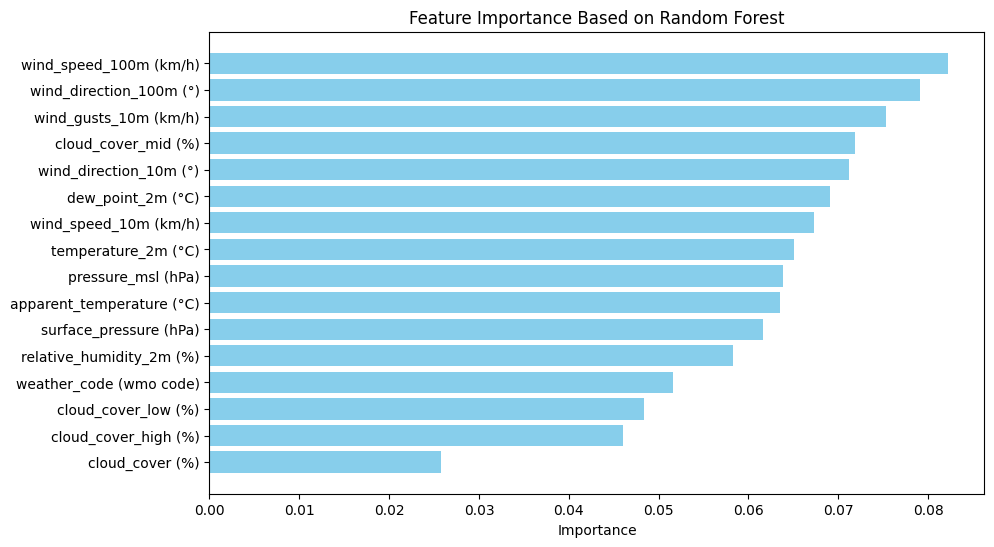 Feature Importance Based on Random Forest
wind_speed_100m (km/h)
wind_direction_100m (°)
wind_gusts_10m (km/h)
cloud_cover_mid (%)
wind_direction_10m (°)
dew_point_2m (°C)
wind_speed_10m (km/h)
temperature_2m (°C)
pressure_msl (hPa)
apparent_temperature (°C)
surface_pressure (hPa)
relative_humidity_2m (%)
weather_code (wmo code)
cloud_cover_low (%)
cloud_cover_high (%)
cloud_cover (%)
0.00 0.01 0.02 0.03 0.04 0.05 0.06 0.07 0.08
Importance